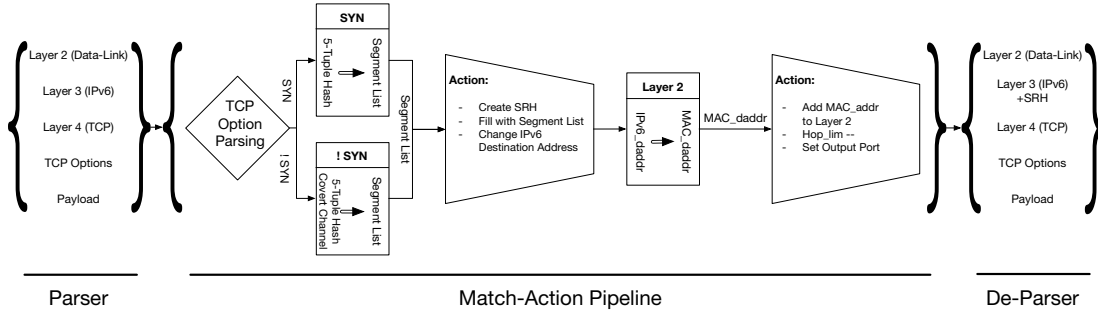 Layer 2 (Data-Link)
Layer 3 (IPv6)
Layer 4 (TCP)
TCP Options
Payload
TCP
Option
Parsing
SYN
! SYN
SYN
5-Tuple Hash
Segment List
! SYN
5-Tuple Hash
Covert Channel
Segment List
Segment List
Action:
- Create SRH
- Fill with Segment List
- Change IPv6
Destination Address
Layer 2
IPv6_daddr
MAC_daddr
MAC_daddr
Action:
- Add MAC_addr
to Layer 2
- Hop_lim --
- Set Output Port
Layer 2 (Data-Link)
Layer 3 (IPv6)
+SRH
Layer 4 (TCP)
TCP Options
Payload
Parser
Match-Action Pipeline
De-Parser